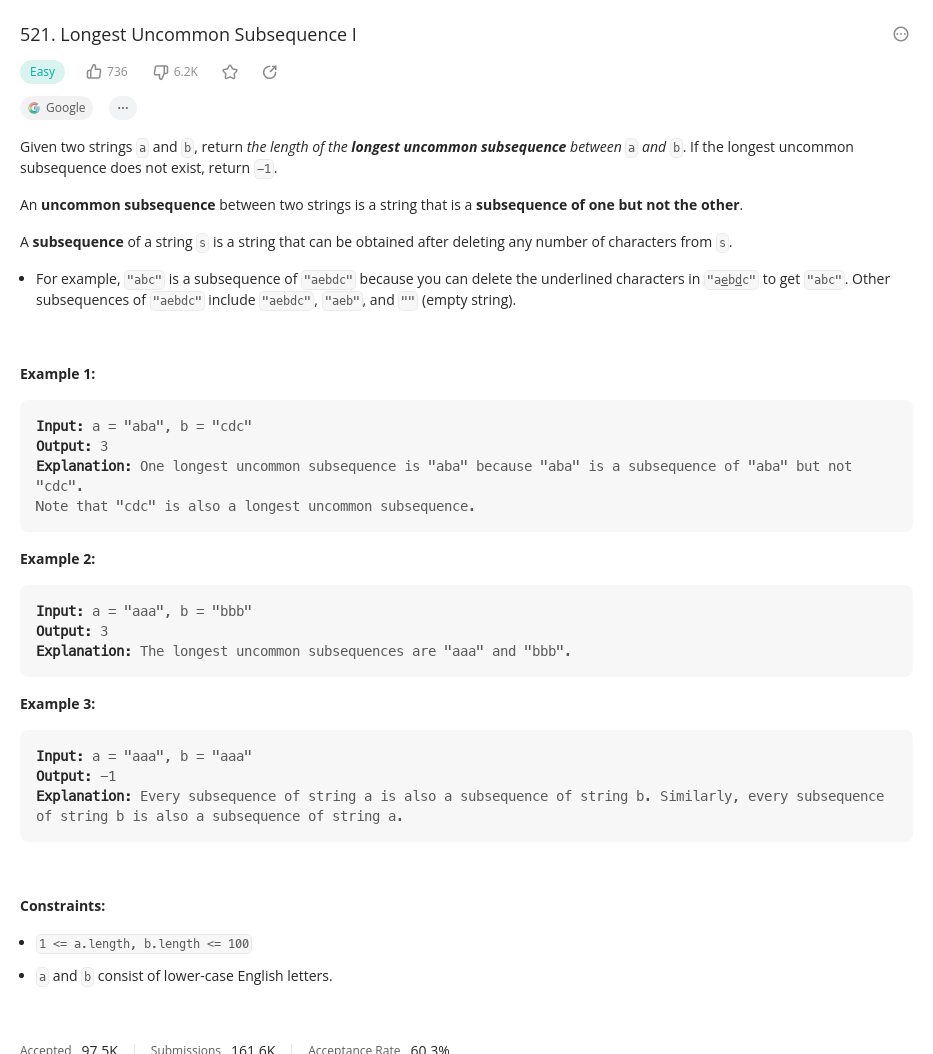 521. Longest Uncommon Subsequence I
Easy 736 6.2K
Google ...
Given two strings a and b, return the length of the longest uncommon subsequence between a and b. If the longest uncommon
subsequence does not exist, return -1.
An uncommon subsequence between two strings is a string that is a subsequence of one but not the other.
A subsequence of a string s is a string that can be obtained after deleting any number of characters from s.
• For example, "abc" is a subsequence of "aebdc" because you can delete the underlined characters in "aebdc" to get "abc". Other
subsequences of "aebdc" include "aebdc", "aeb", and "" (empty string).
Example 1:
Input: a = "aba", b = "cdc"
Output: 3
Explanation: One longest uncommon subsequence is "aba" because "aba" is a subsequence of "aba" but not
"cdc".
Note that "cdc" is also a longest uncommon subsequence.
Example 2:
Input: a = "aaa", b = "bbb"
Output: 3
Explanation: The longest uncommon subsequences are "aaa" and "bbb".
Example 3:
Input: a = "aaa", b = "aaa"
Output: -1
Explanation: Every subsequence of string a is also a subsequence of string b. Similarly, every subsequence
of string b is also a subsequence of string a.
Constraints:
• 1 <= a.length, b.length <= 100
• a and b consist of lower-case English letters.
Accepted 97.5K Submissions 161.6K Acceptance Rate 60.3%